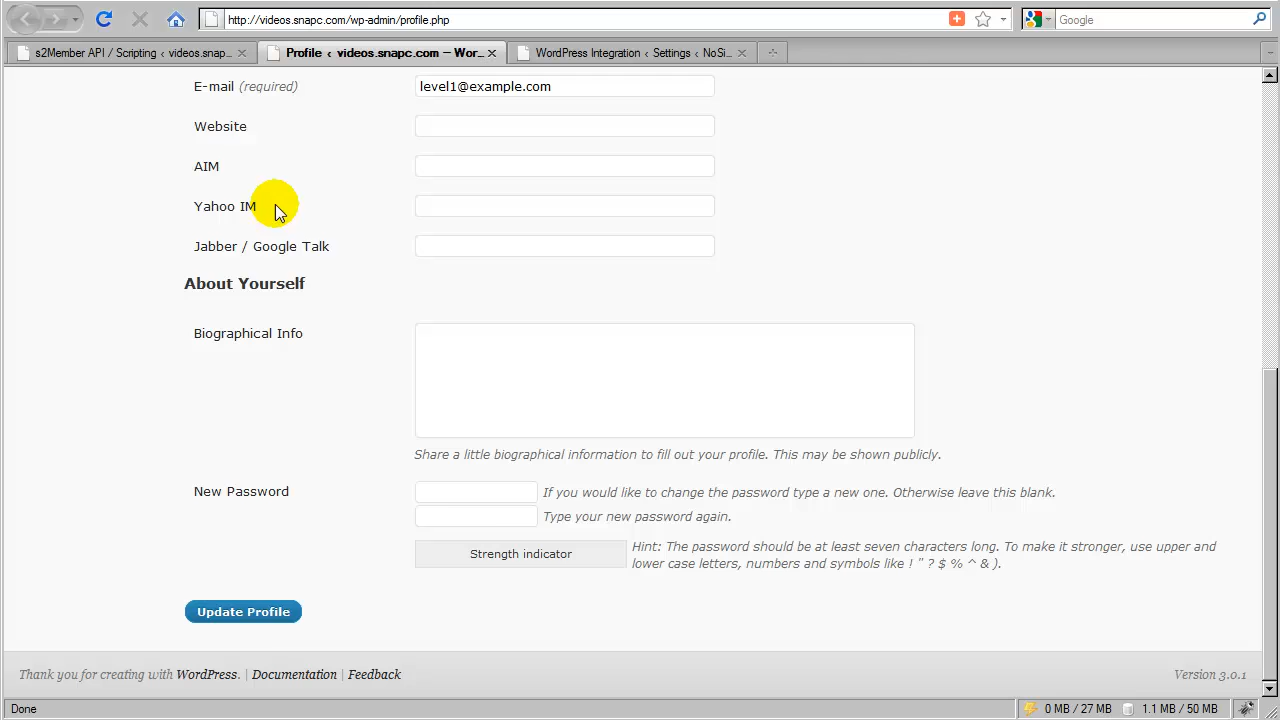 http://videos.snapc.com/wp-admin/profile.php
Google
s2Member API / Scripting ‹ videos.snap...
Profile ‹ videos.snapc.com — Wor...
WordPress Integration ‹ Settings ‹ NoSi...
E-mail (required)
level1@example.com
Website
AIM
Yahoo IM
Jabber / Google Talk
About Yourself
Biographical Info
Share a little biographical information to fill out your profile. This may be shown publicly.
New Password
If you would like to change the password type a new one. Otherwise leave this blank.
Type your new password again.
Strength indicator
Hint: The password should be at least seven characters long. To make it stronger, use upper and
lower case letters, numbers and symbols like ! " ? $ % ^ & ).
Update Profile
Thank you for creating with WordPress. | Documentation | Feedback
Version 3.0.1
Done
0 MB / 27 MB
1.1 MB / 50 MB